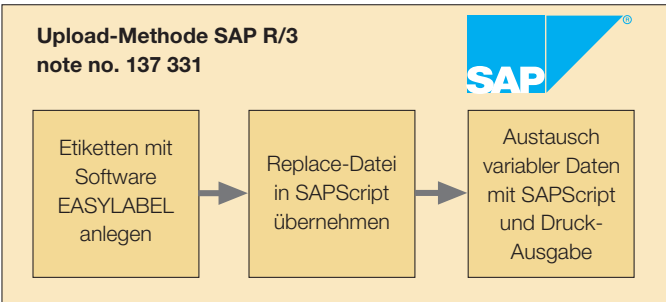 Upload-Methode SAP R/3
note no. 137 331
SAP
®
Etiketten mit
Software
EASYLABEL
anlegen
Replace-Datei
in SAPScript
übernehmen
Austausch
variabler Daten
mit SAPScript
und Druck-
Ausgabe